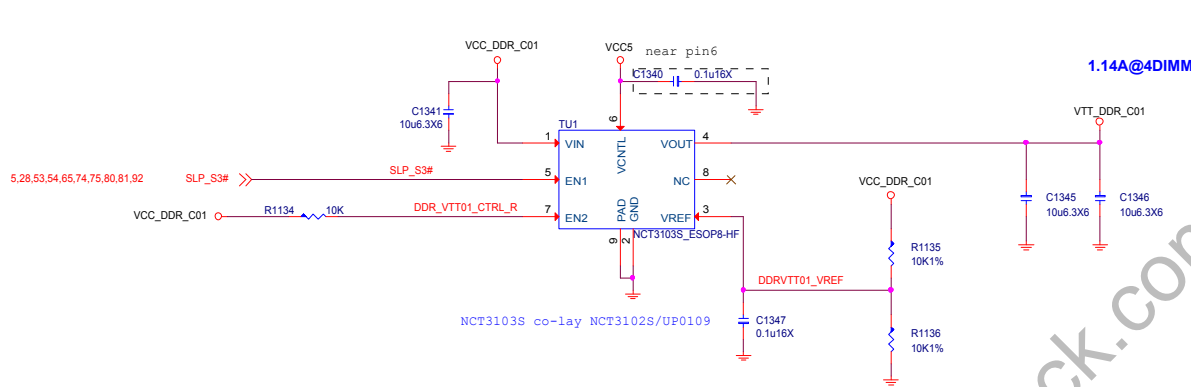 VCC_DDR_C01
VCC5
near pin6
C1340
0.1u16X
1.14A@4DIMM
C1341
10u6.3X6
VTT_DDR_C01
TU1
6
1
VIN
VCNTL
VOUT
4
5,28,53,54,65,74,75,80,81,92
SLP_S3#
SLP_S3#
5
EN1
NC
8
VCC_DDR_C01
C1345
10u6.3X6
C1346
10u6.3X6
VCC_DDR_C01
R1134
10K
DDR_VTT01_CTRL_R
7
EN2
PAD
GND
VREF
3
9
2
NCT3103S_ESOP8-HF
R1135
10K1%
DDRVTT01_VREF
NCT3103S co-lay NCT3102S/UP0109
C1347
0.1u16X
R1136
10K1%
ck.com